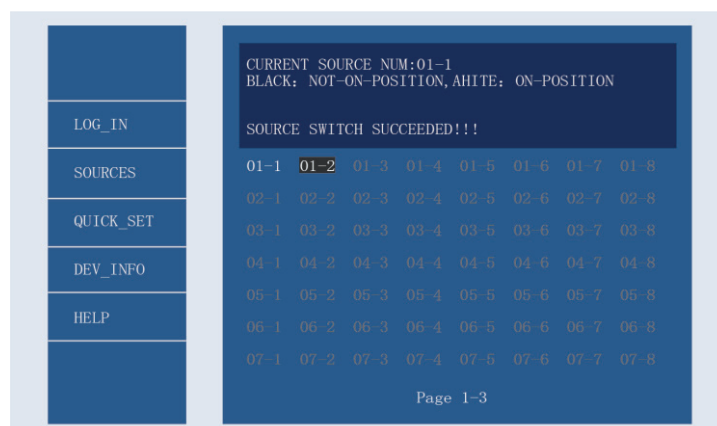 LOG_IN
SOURCES
QUICK_SET
DEV_INFO
HELP
CURRENT SOURCE NUM:01-1
BLACK: NOT-ON-POSITION, AHITE: ON-POSITION
SOURCE SWITCH SUCCEEDED!!!
01-1 01-2 01-3 01-4 01-5 01-6 01-7 01-8
02-1 02-2 02-3 02-4 02-5 02-6 02-7 02-8
03-1 03-2 03-3 03-4 03-5 03-6 03-7 03-8
04-1 04-2 04-3 04-4 04-5 04-6 04-7 04-8
05-1 05-2 05-3 05-4 05-5 05-6 05-7 05-8
06-1 06-2 06-3 06-4 06-5 06-6 06-7 06-8
07-1 07-2 07-3 07-4 07-5 07-6 07-7 07-8
Page 1-3